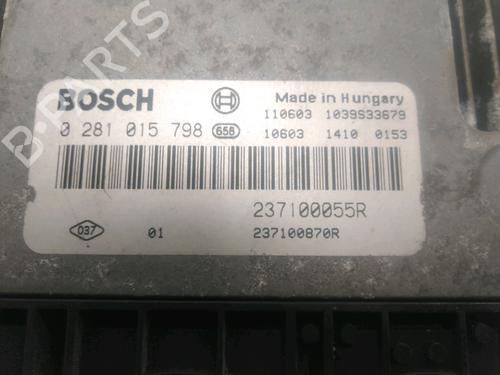 B-PARTS
BOSCH
Made in Hungary
110603 1039S33679
0 281 015 798 658
10603 1410 0153
237100055R
037 01 237100870R